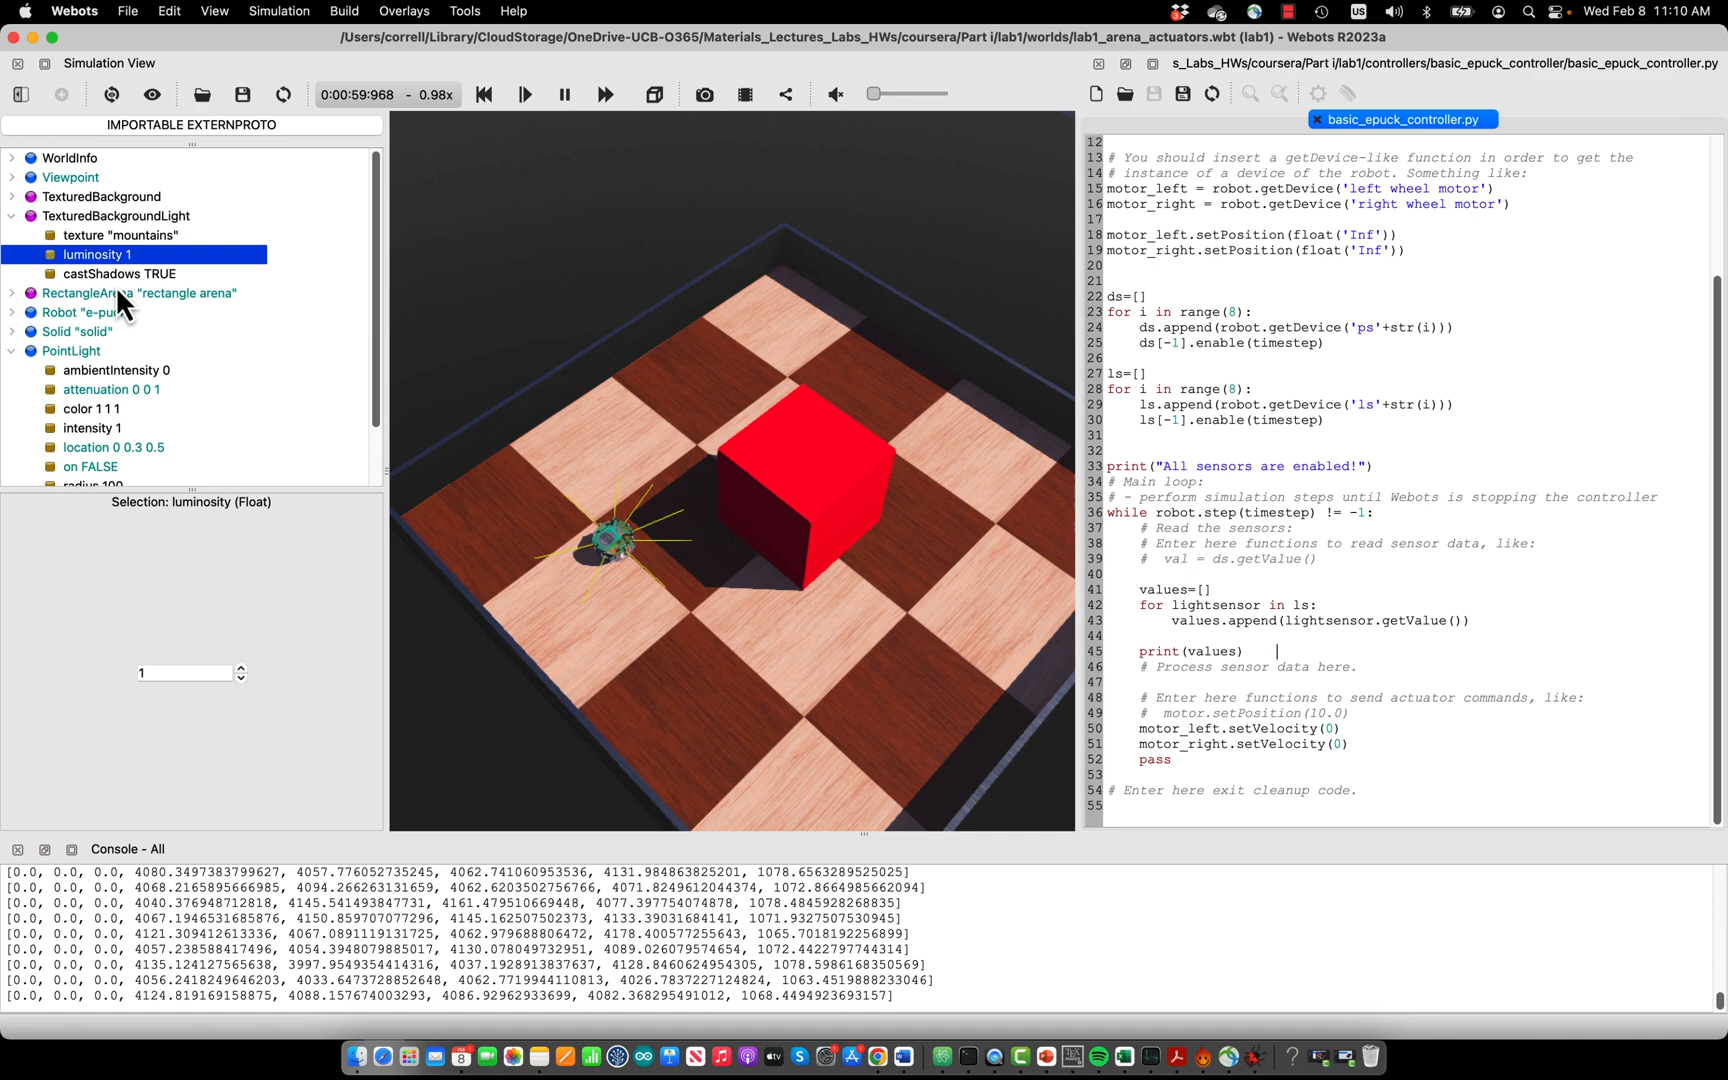 Webots File Edit View Simulation Build Overlays Tools Help
US
Wed Feb 8 11:10 AM
/Users/correll/Library/CloudStorage/OneDrive-UCB-O365/Materials_Lectures_Labs_HWs/coursera/Part i/lab1/worlds/lab1_arena_actuators.wbt (lab1) - Webots R2023a
Simulation View
s_Labs_HWs/coursera/Part i/lab1/controllers/basic_epuck_controller/basic_epuck_controller.py
0:00:59:968 - 0.98x
IMPORTABLE EXTERNPROTO
WorldInfo
Viewpoint
TexturedBackground
TexturedBackgroundLight
texture "mountains"
luminosity 1
castShadows TRUE
RectangleArena "rectangle arena"
Robot "e-pu
Solid "solid"
PointLight
ambientIntensity 0
attenuation 0 0 1
color 1 1 1
intensity 1
location 0 0.3 0.5
on FALSE
radius 100
Selection: luminosity (Float)
1
basic_epuck_controller.py
12
13 # You should insert a getDevice-like function in order to get the
14 # instance of a device of the robot. Something like:
15 motor_left = robot.getDevice('left wheel motor')
16 motor_right = robot.getDevice('right wheel motor')
17
18 motor_left.setPosition(float('Inf'))
19 motor_right.setPosition(float('Inf'))
20
21
22 ds=[]
23 for i in range(8):
24 ds.append(robot.getDevice('ps'+str(i)))
25 ds[-1].enable(timestep)
26
27 ls=[]
28 for i in range(8):
29 ls.append(robot.getDevice('ls'+str(i)))
30 ls[-1].enable(timestep)
31
32
33 print("All sensors are enabled!")
34 # Main loop:
35 # - perform simulation steps until Webots is stopping the controller
36 while robot.step(timestep) != -1:
37 # Read the sensors:
38 # Enter here functions to read sensor data, like:
39 # val = ds.getValue()
40
41 values=[]
42 for lightsensor in ls:
43 values.append(lightsensor.getValue())
44
45 print(values)
46 # Process sensor data here.
47
48 # Enter here functions to send actuator commands, like:
49 # motor.setPosition(10.0)
50 motor_left.setVelocity(0)
51 motor_right.setVelocity(0)
52 pass
53
54 # Enter here exit cleanup code.
55
Console - All
[0.0, 0.0, 0.0, 4080.3497383799627, 4057.776052735245, 4062.741060953536, 4131.984863825201, 1078.6563289525025]
[0.0, 0.0, 0.0, 4068.2165895666985, 4094.266263131659, 4062.6203502756766, 4071.8249612044374, 1072.8664985662094]
[0.0, 0.0, 0.0, 4040.376948712818, 4145.541493847731, 4161.479510669448, 4077.397754074878, 1078.4845928268835]
[0.0, 0.0, 0.0, 4067.1946531685876, 4150.859707077296, 4145.162507502373, 4133.39031684141, 1071.9327507530945]
[0.0, 0.0, 0.0, 4121.309412613336, 4067.0891119131725, 4062.979688806472, 4178.400577255643, 1065.7018192256899]
[0.0, 0.0, 0.0, 4057.238588417496, 4054.3948079885017, 4130.078049732951, 4089.026079574654, 1072.4422797744314]
[0.0, 0.0, 0.0, 4135.124127565638, 3997.9549354414316, 4037.1928913837637, 4128.8460624954305, 1078.5986168350569]
[0.0, 0.0, 0.0, 4056.2418249646203, 4033.6473728852648, 4062.7719944110813, 4026.7837227124824, 1063.4519888233046]
[0.0, 0.0, 0.0, 4124.819169158875, 4088.157674003293, 4086.92962933699, 4082.368295491012, 1068.4494923693157]